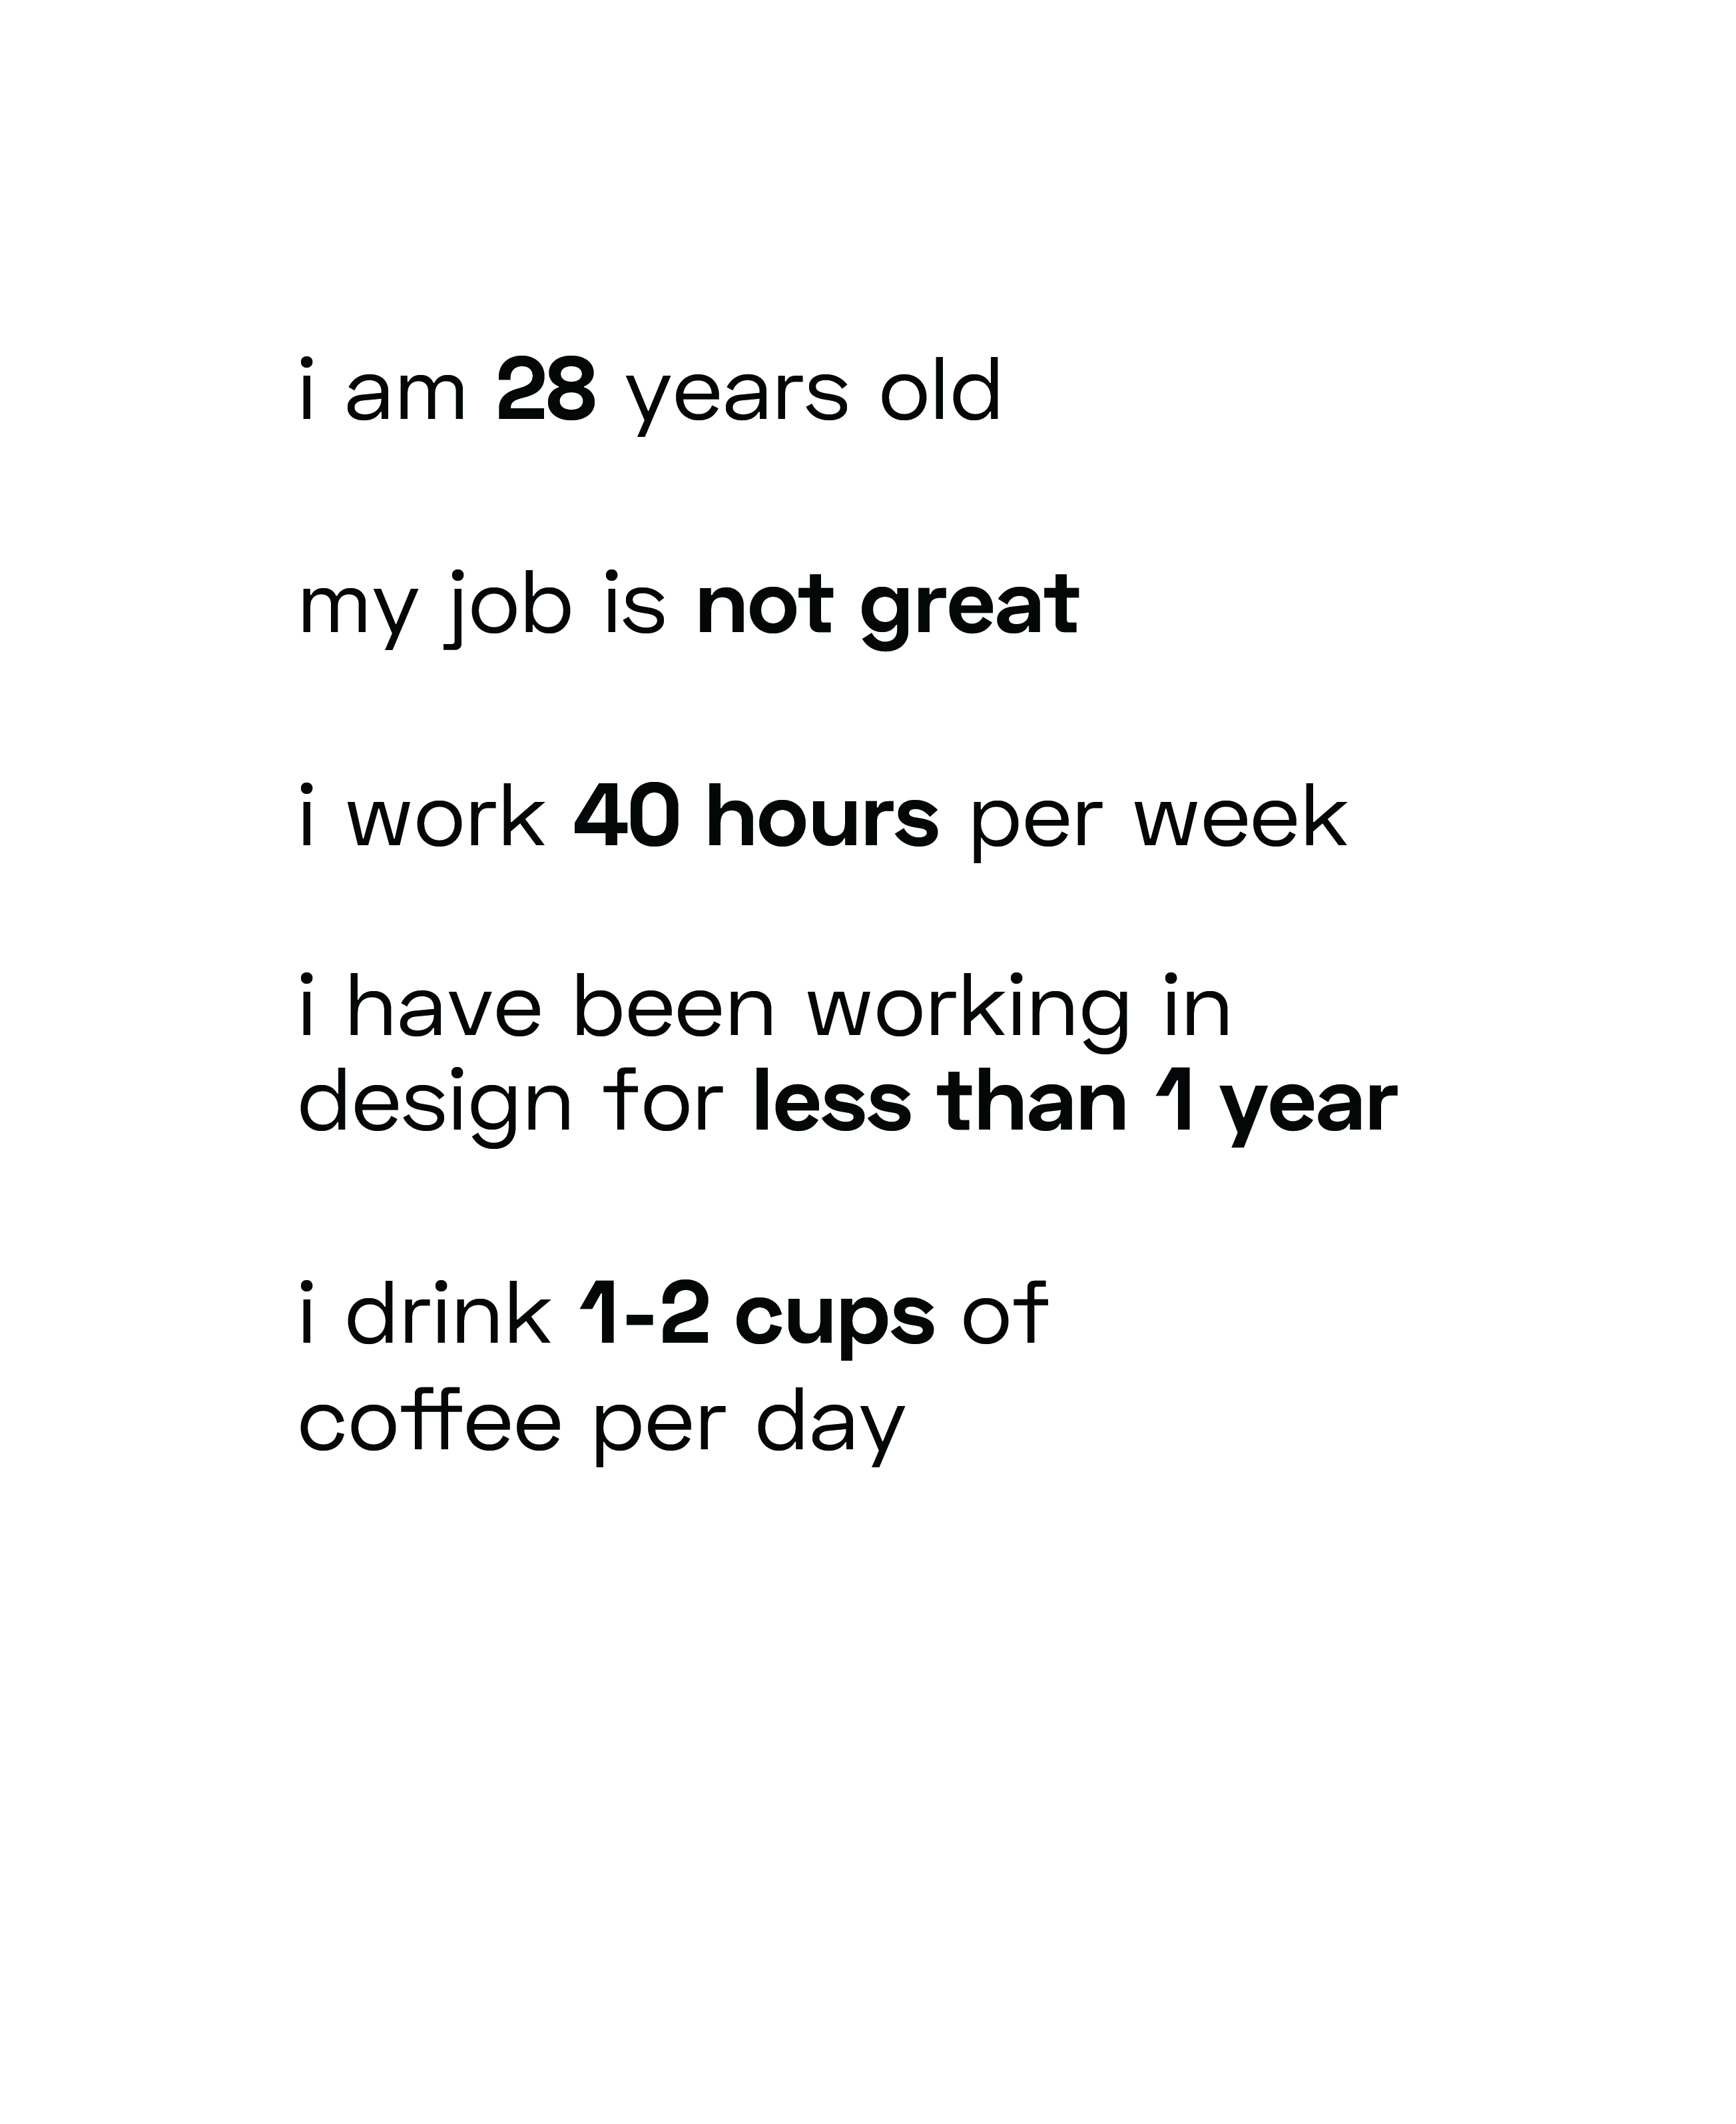 i am 28 years old
my job is not great
i work 40 hours per week
i have been working in
design for less than 1 year
i drink 1-2 cups of
coffee per day